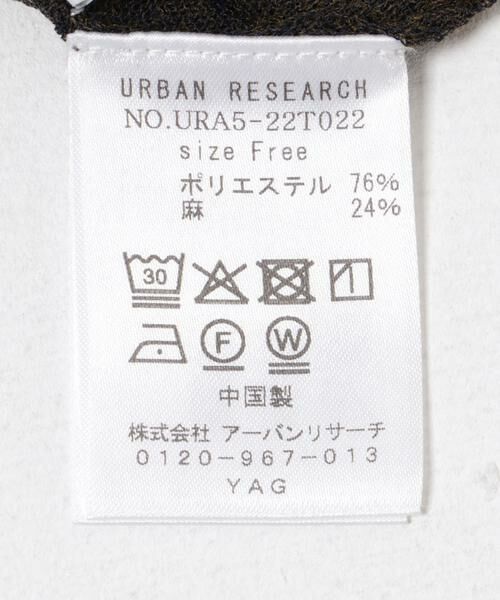 URBAN RESEARCH
NO.URA5-22T022
size Free
ポリエステル 76%
麻 24%
30
F W
中国製
株式会社 アーバンリサーチ
0120-967-013
YAG